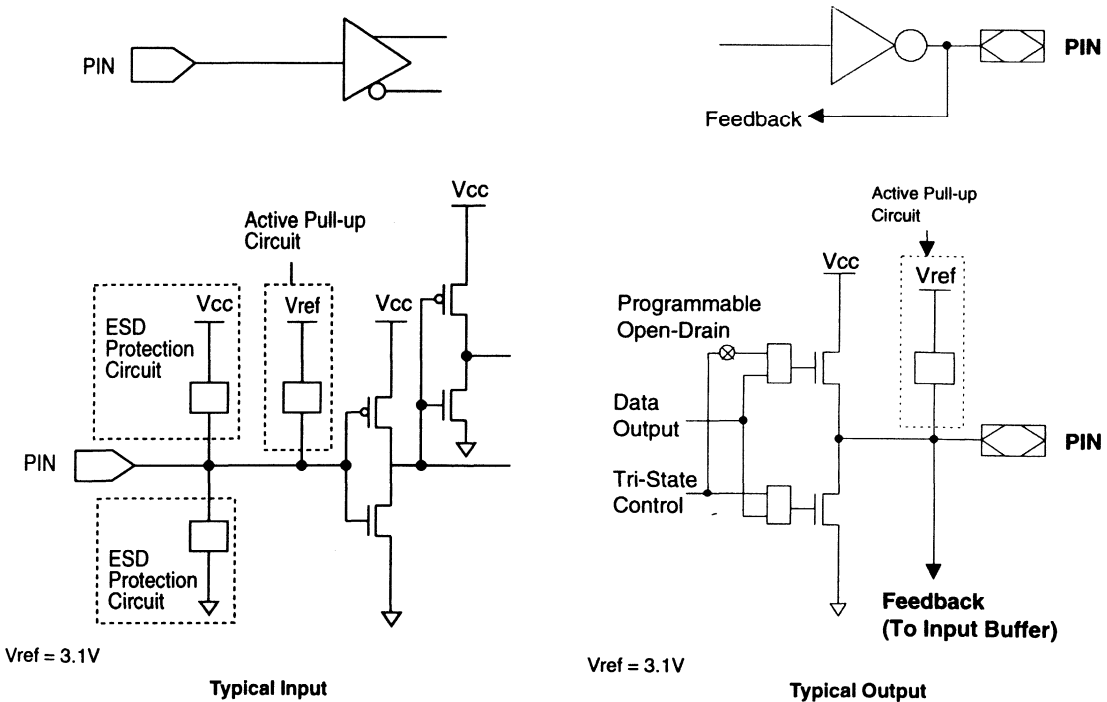 PIN
PIN
Feedback
Vcc
Active Pull-up
Circuit
Vcc
Vref
Vcc
ESD
Protection
Circuit
PIN
ESD
Protection
Circuit
Vref = 3.1V
Typical Input
Active Pull-up
Circuit
Vcc
Vref
Programmable
Open-Drain
Data
Output
PIN
Tri-State
Control
Feedback
(To Input Buffer)
Vref = 3.1V
Typical Output